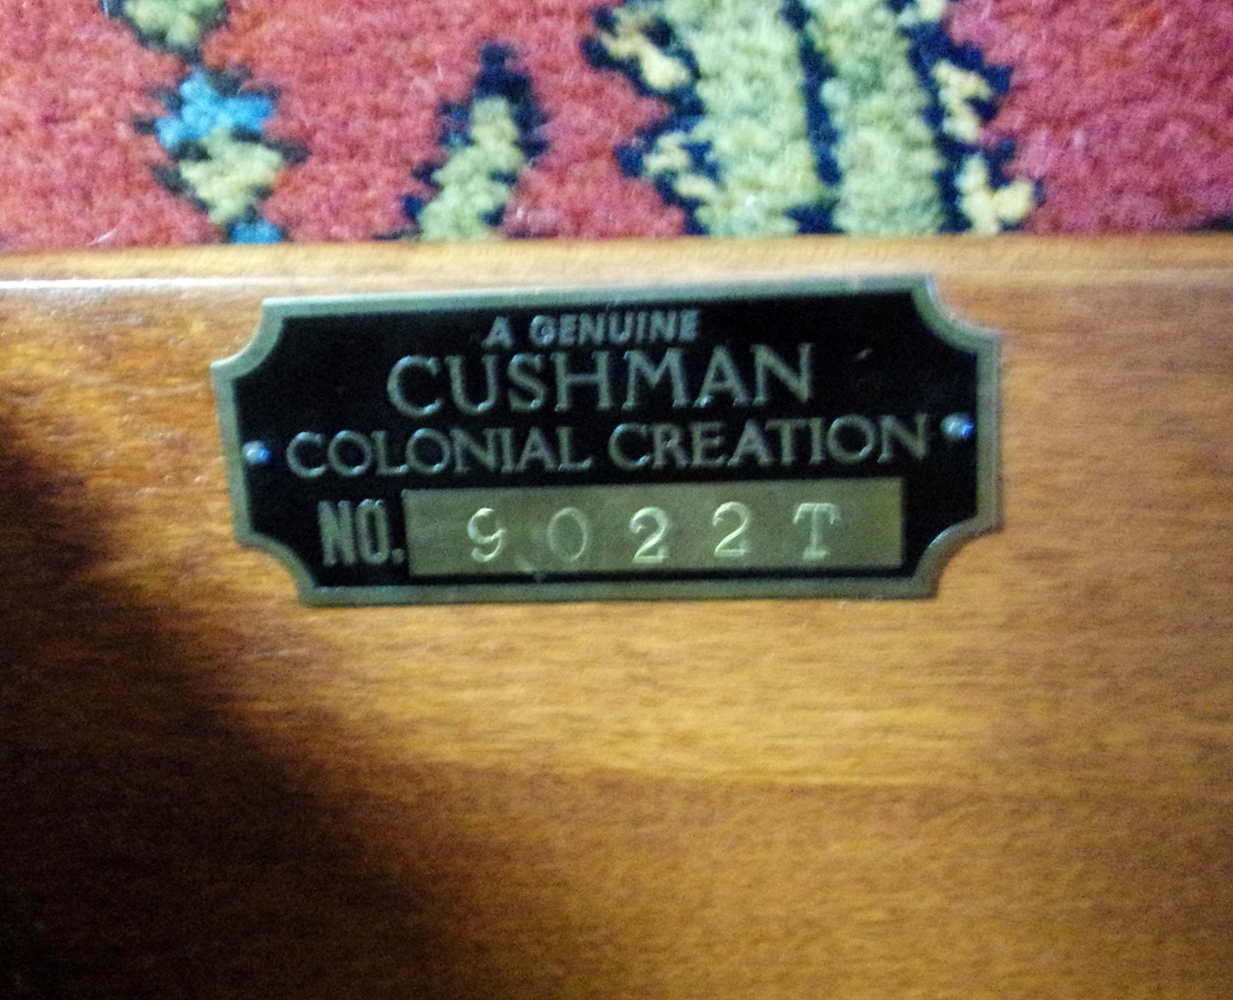 A GENUINE
CUSHMAN
COLONIAL CREATION
NO. 9022T